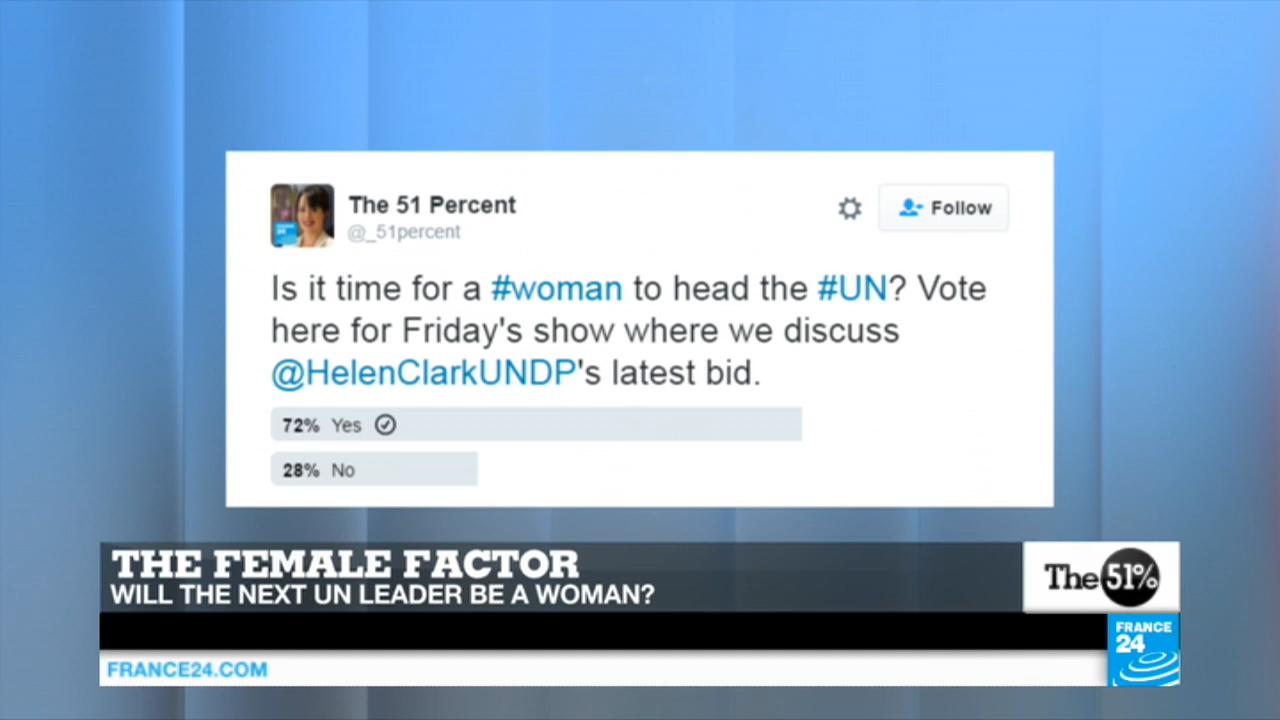 The 51 Percent
@_51percent
Follow
Is it time for a #woman to head the #UN? Vote
here for Friday's show where we discuss
@HelenClarkUNDP's latest bid.
72% Yes
28% No
THE FEMALE FACTOR
WILL THE NEXT UN LEADER BE A WOMAN?
The 51%
FRANCE
24
FRANCE24.COM